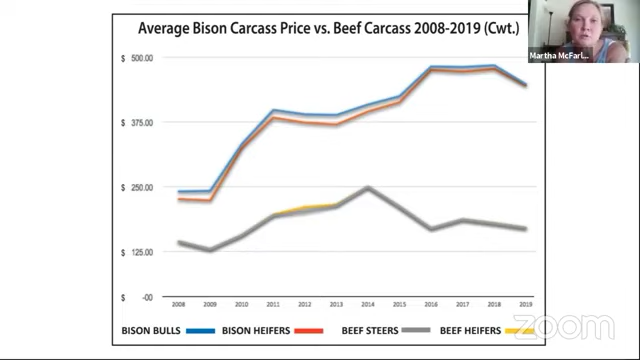 Average Bison Carcass Price vs. Beef Carcass 2008-2019 (Cwt.)
Martha McFarl...
$ 500.00
$ 375.00
$ 250.00
$ 125.00
$ -00
2008 2009 2010 2011 2012 2013 2014 2015 2016 2017 2018 2019
BISON BULLS BISON HEIFERS BEEF STEERS BEEF HEIFERS
zoom